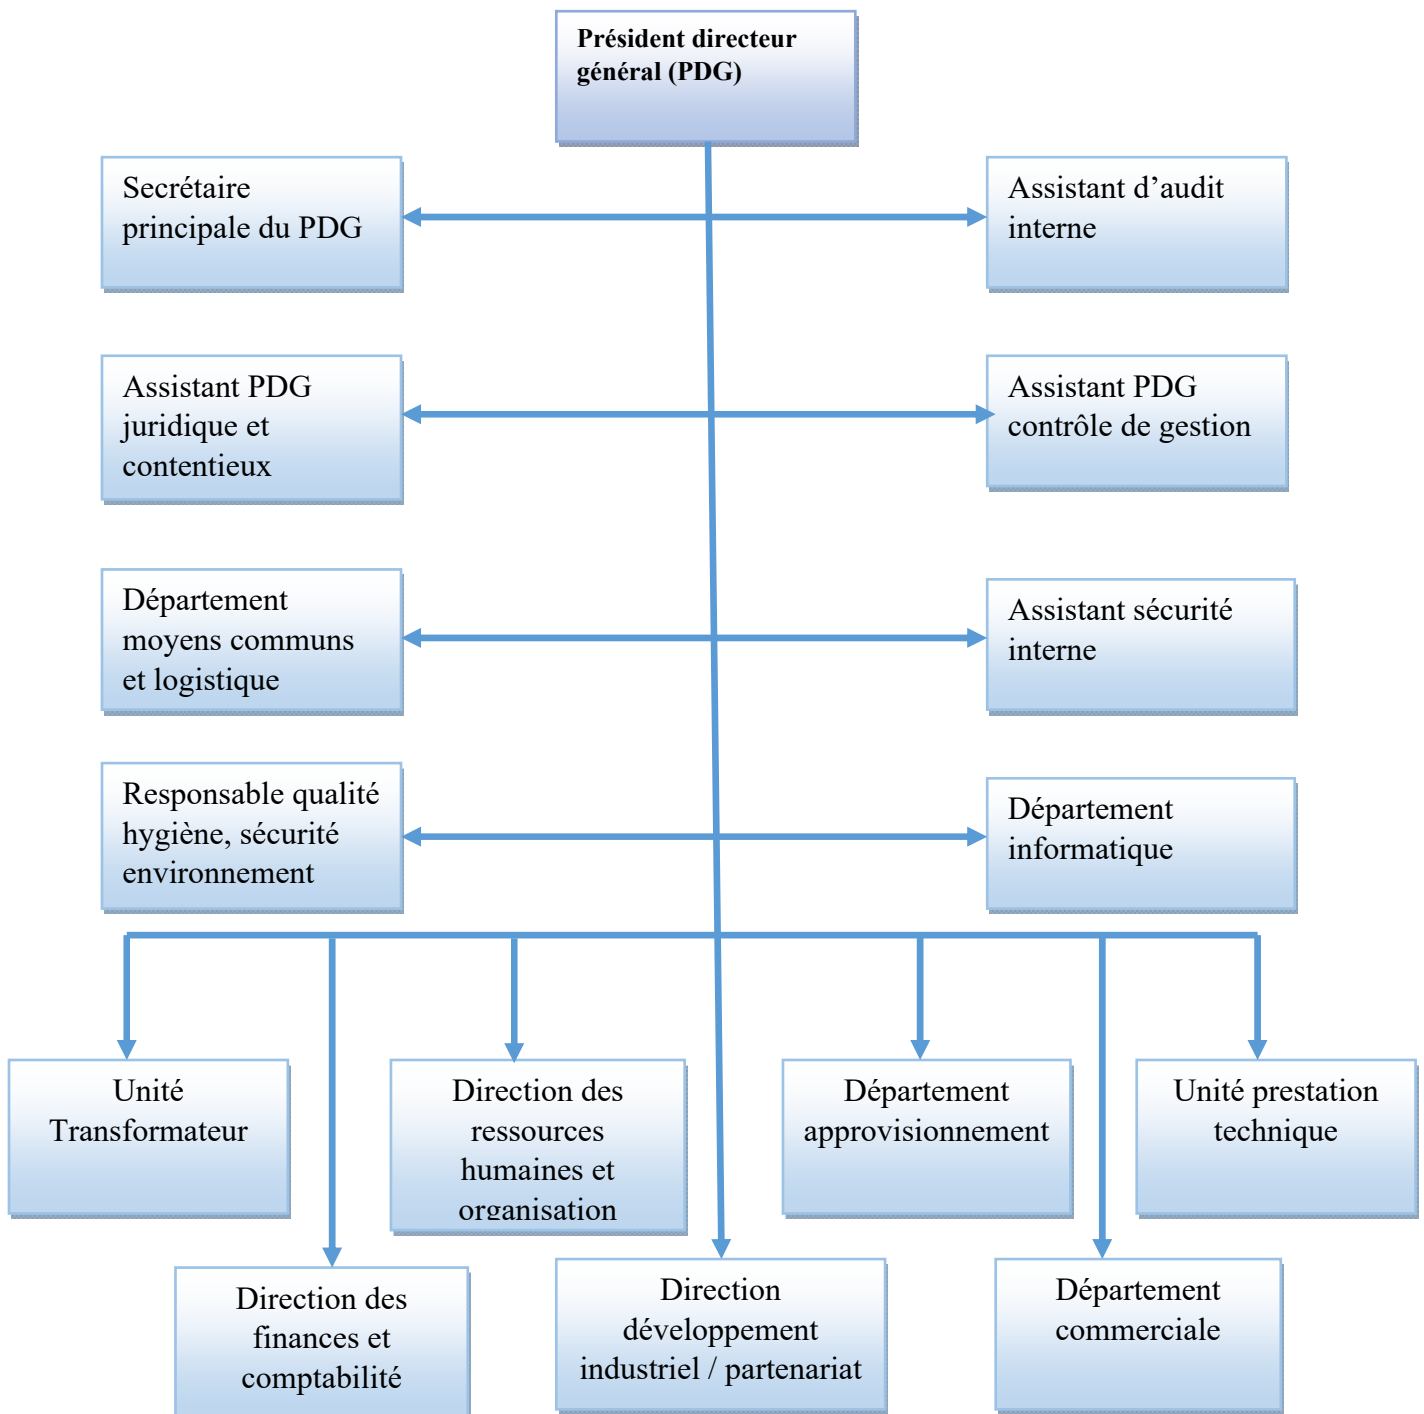 Président directeur
général (PDG)
Secrétaire
principale du PDG
Assistant d’audit
interne
Assistant PDG
juridique et
contentieux
Assistant PDG
contrôle de gestion
Département
moyens communs
et logistique
Assistant sécurité
interne
Responsable qualité
hygiène, sécurité
environnement
Département
informatique
Unité
Transformateur
Direction des
ressources
humaines et
organisation
Département
approvisionnement
Unité prestation
technique
Direction des
finances et
comptabilité
Direction
développement
industriel / partenariat
Département
commerciale